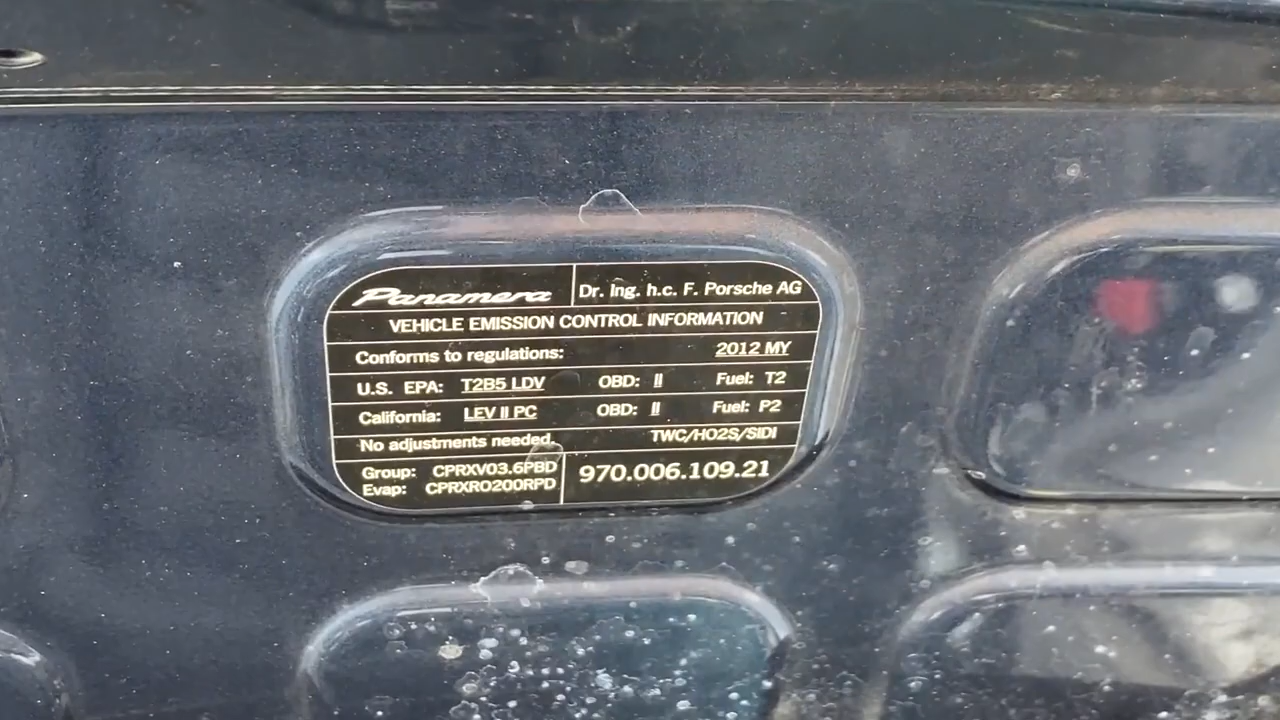 Panamera Dr. Ing. h.c. F. Porsche AG
VEHICLE EMISSION CONTROL INFORMATION
Conforms to regulations: 2012 MY
U.S. EPA: T2B5 LDV OBD: II Fuel: T2
California: LEV II PC OBD: II Fuel: P2
No adjustments needed. TWC/HO2S/SIDI
Group: CPRXV03.6PBD
Evap: CPRXR0200RPD
970.006.109.21